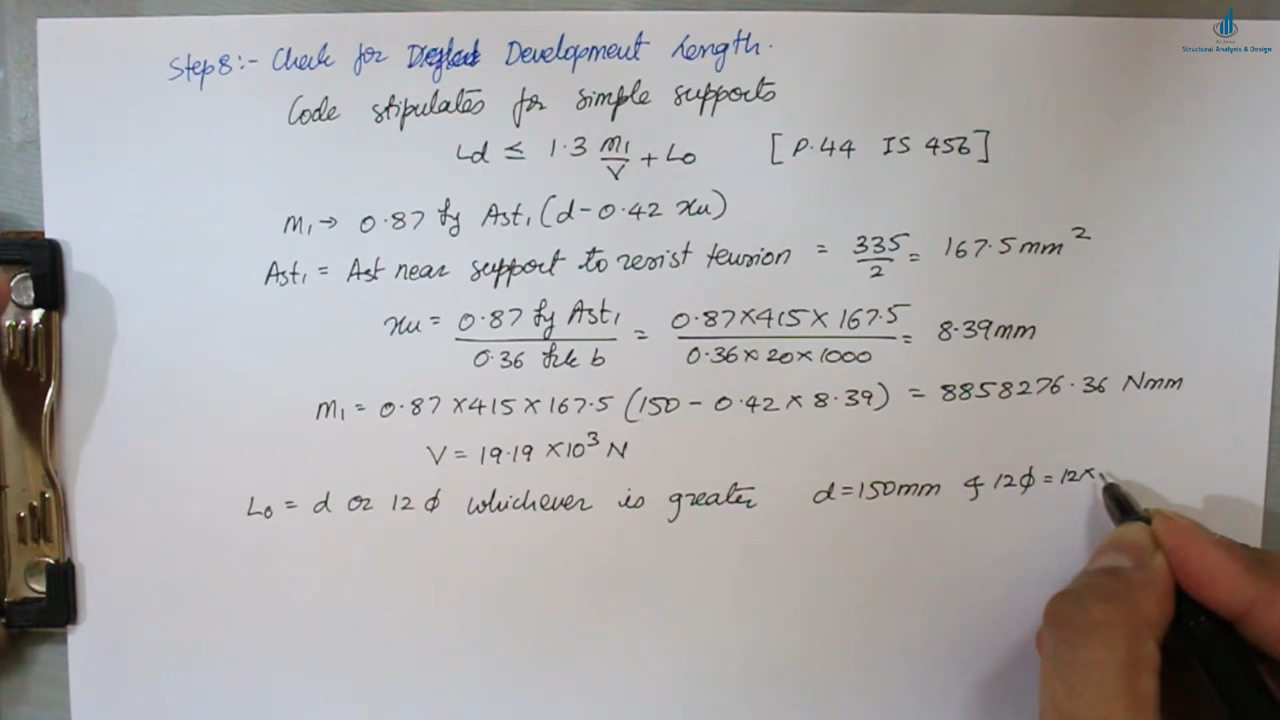 Structural Analysis & Design
Step 8:- Check for Development Length.
Code stipulates for simple supports
Ld ≤ 1.3 M1/V + Lo [P.44 IS 456]
M1 → 0.87 fy Ast1 (d - 0.42 xu)
Ast1 = Ast near support to resist tension = 335/2 = 167.5 mm²
xu = 0.87 fy Ast1 / 0.36 fck b = 0.87×415×167.5 / 0.36×20×1000 = 8.39mm
M1 = 0.87×415×167.5 (150 - 0.42×8.39) = 8858276.36 Nmm
V = 19.19 ×10³ N
Lo = d or 12 ϕ whichever is greater d = 150mm & 12ϕ = 12×